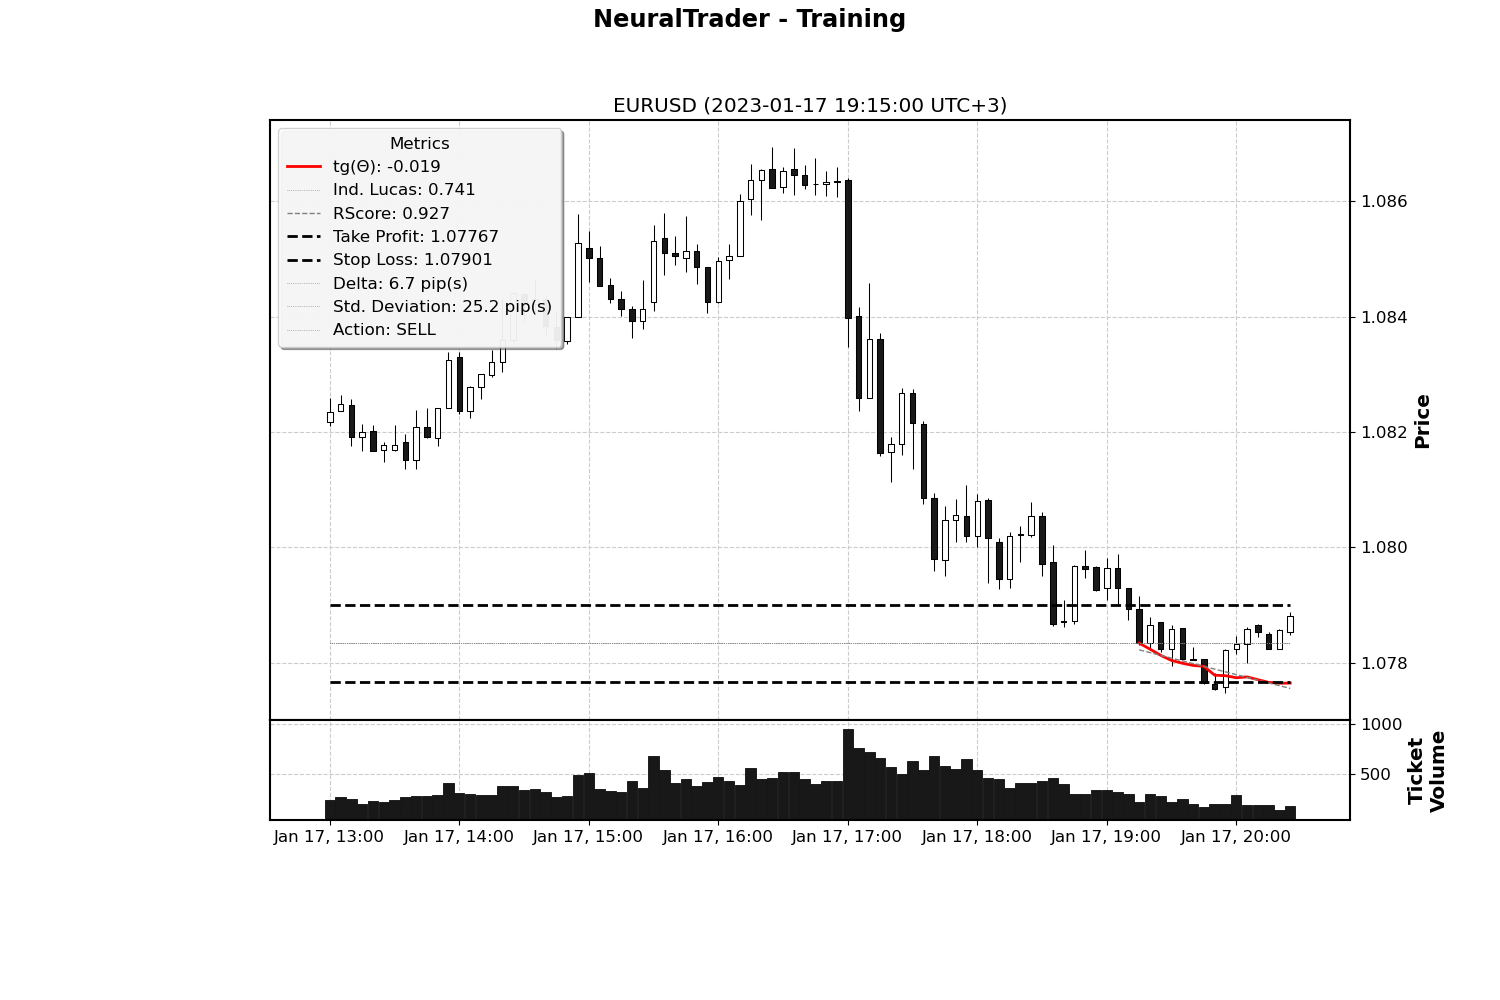 NeuralTrader - Training
EURUSD (2023-01-17 19:15:00 UTC+3)
Metrics
tg(Θ): -0.019
Ind. Lucas: 0.741
RScore: 0.927
Take Profit: 1.07767
Stop Loss: 1.07901
Delta: 6.7 pip(s)
Std. Deviation: 25.2 pip(s)
Action: SELL
1.086
1.084
1.082
1.080
1.078
Price
1000
500
Ticket
Volume
Jan 17, 13:00
Jan 17, 14:00
Jan 17, 15:00
Jan 17, 16:00
Jan 17, 17:00
Jan 17, 18:00
Jan 17, 19:00
Jan 17, 20:00